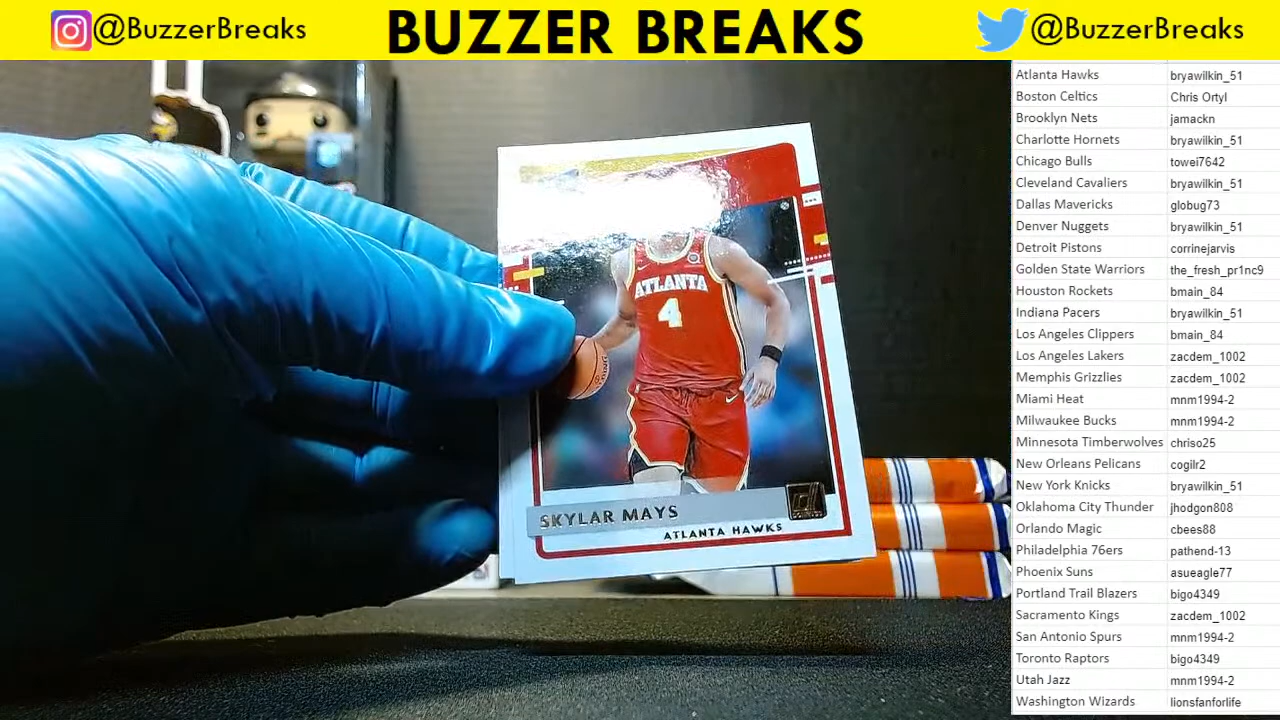 @BuzzerBreaks BUZZER BREAKS @BuzzerBreaks
Atlanta Hawks bryawilkin_51
Boston Celtics Chris Ortyl
Brooklyn Nets jamackn
Charlotte Hornets bryawilkin_51
Chicago Bulls towei7642
Cleveland Cavaliers bryawilkin_51
Dallas Mavericks globug73
Denver Nuggets bryawilkin_51
Detroit Pistons corrinejarvis
Golden State Warriors the_fresh_pr1nc9
Houston Rockets bmain_84
Indiana Pacers bryawilkin_51
Los Angeles Clippers bmain_84
Los Angeles Lakers zacdem_1002
Memphis Grizzlies zacdem_1002
Miami Heat mnm1994-2
Milwaukee Bucks mnm1994-2
Minnesota Timberwolves chriso25
New Orleans Pelicans cogilr2
New York Knicks bryawilkin_51
Oklahoma City Thunder jhodgon808
Orlando Magic cbees88
Philadelphia 76ers pathend-13
Phoenix Suns asueagle77
Portland Trail Blazers bigo4349
Sacramento Kings zacdem_1002
San Antonio Spurs mnm1994-2
Toronto Raptors bigo4349
Utah Jazz mnm1994-2
Washington Wizards lionsfanforlife
ATLANTA
4
SKYLAR MAYS
ATLANTA HAWKS